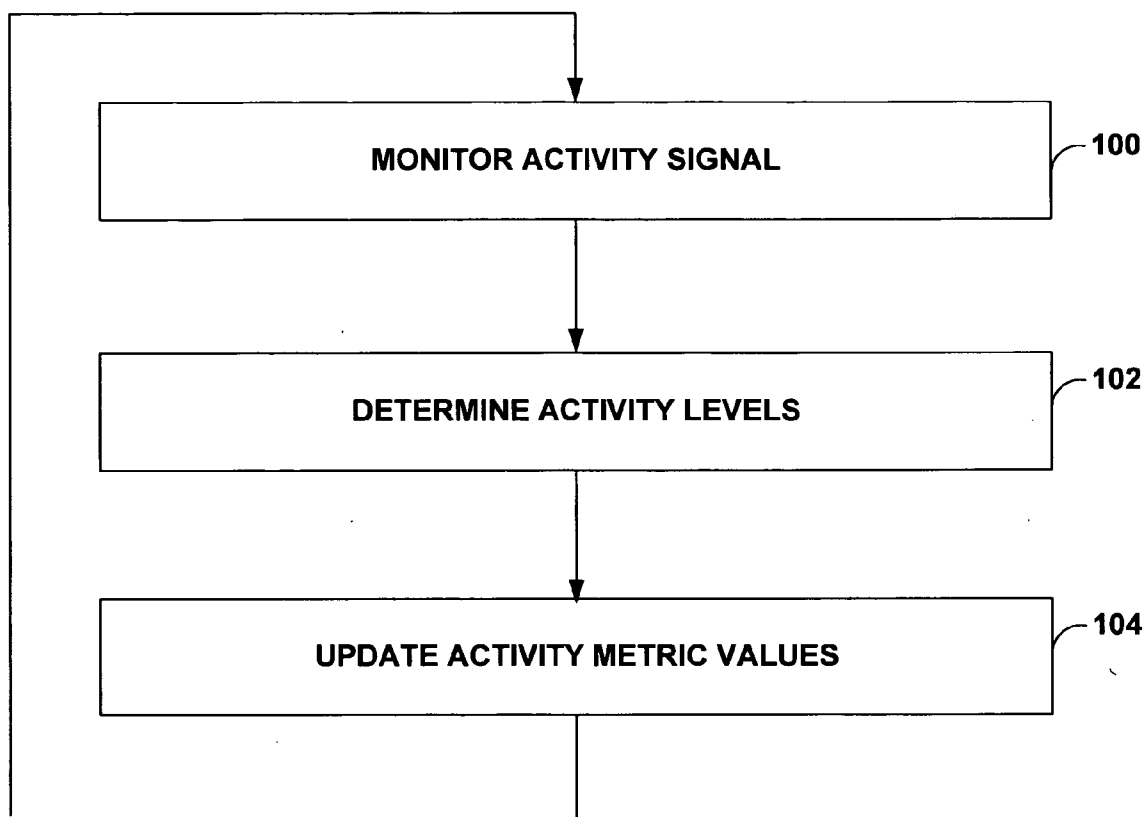 MONITOR ACTIVITY SIGNAL
100
DETERMINE ACTIVITY LEVELS
102
UPDATE ACTIVITY METRIC VALUES
104